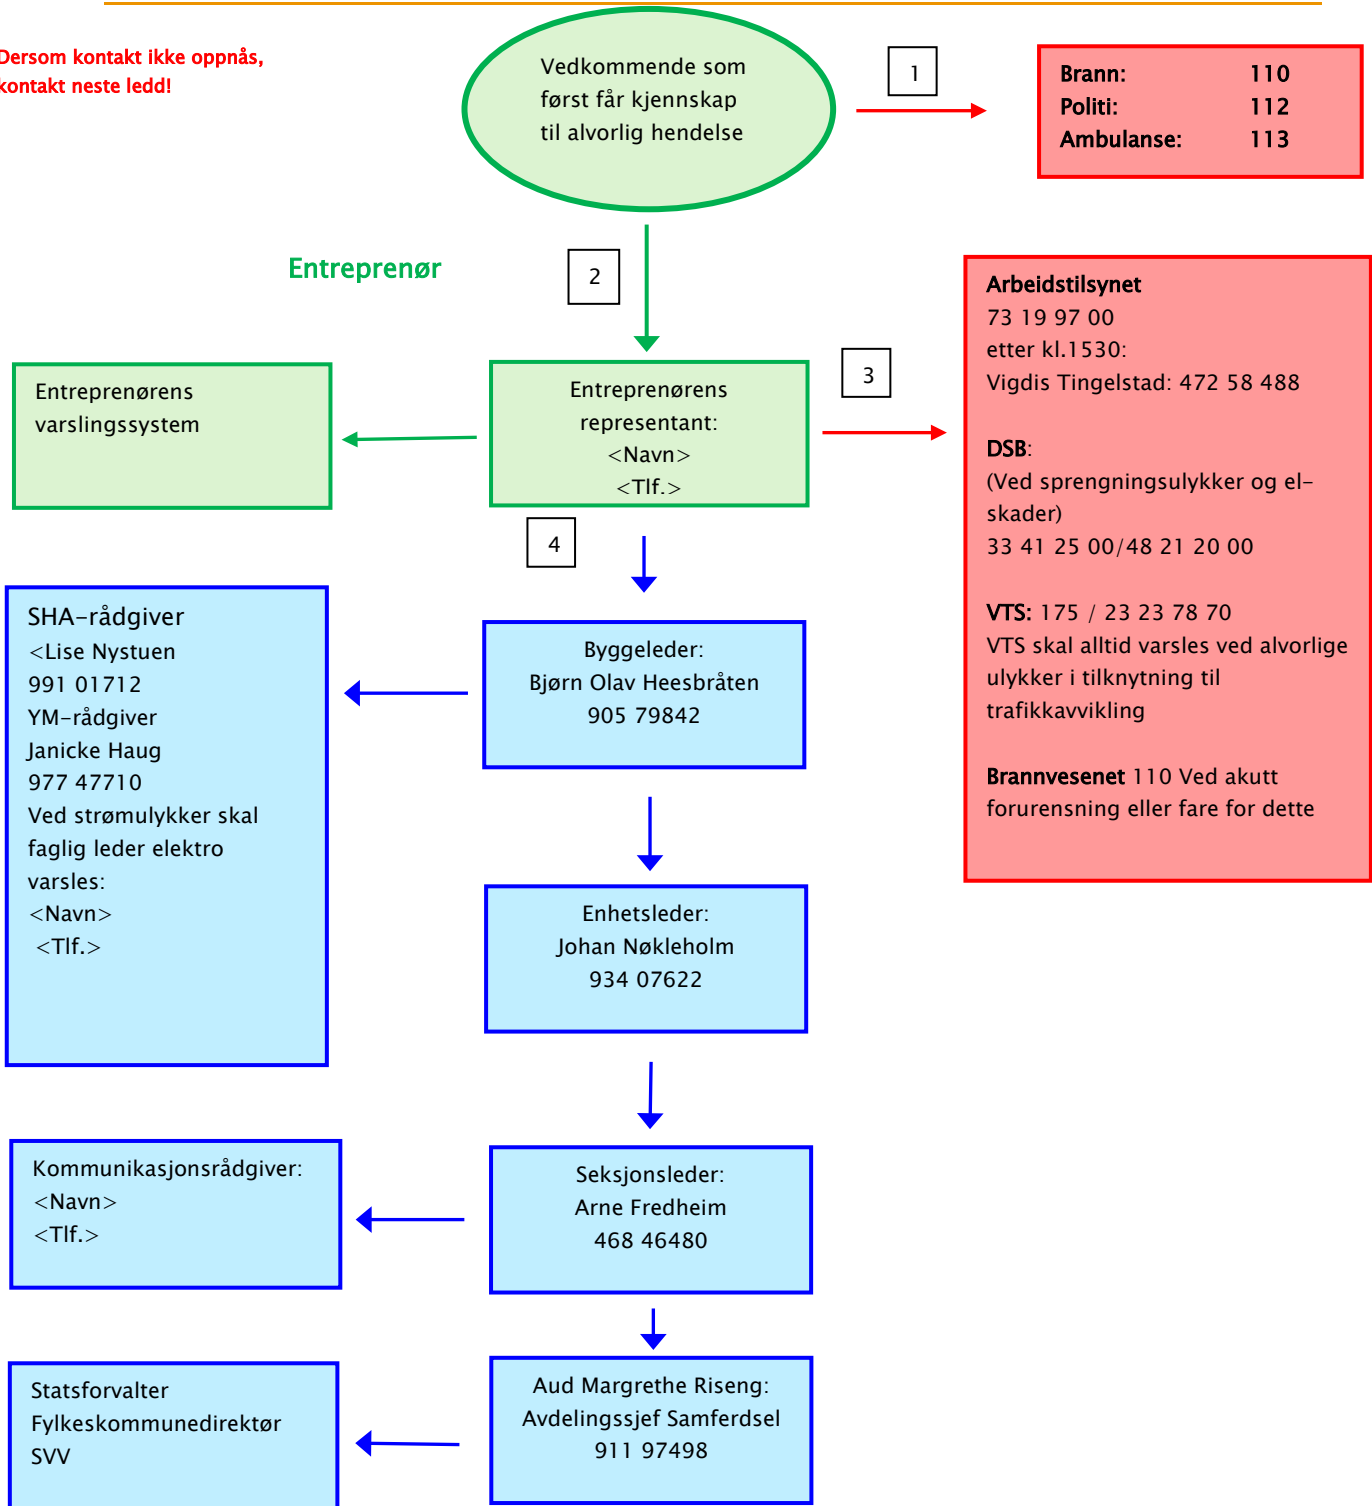 Dersom kontakt ikke oppnås,
kontakt neste ledd!
Vedkommende som
først får kjennskap
til alvorlig hendelse
1
Brann: 110
Politi: 112
Ambulanse: 113
Entreprenør
2
Arbeidstilsynet
73 19 97 00
etter kl.1530:
Vigdis Tingelstad: 472 58 488
DSB:
(Ved sprengningsulykker og el-
skader)
33 41 25 00/48 21 20 00
VTS: 175 / 23 23 78 70
VTS skal alltid varsles ved alvorlige
ulykker i tilknytning til
trafikkavvikling
Brannvesenet 110 Ved akutt
forurensning eller fare for dette
3
Entreprenørens
representant:
<Navn>
<Tlf.>
Entreprenørens
varslingssystem
4
SHA-rådgiver
<Lise Nystuen
991 01712
YM-rådgiver
Janicke Haug
977 47710
Ved strømulykker skal
faglig leder elektro
varsles:
<Navn>
<Tlf.>
Byggeleder:
Bjørn Olav Heesbråten
905 79842
Enhetsleder:
Johan Nøkleholm
934 07622
Kommunikasjonsrådgiver:
<Navn>
<Tlf.>
Seksjonsleder:
Arne Fredheim
468 46480
Statsforvalter
Fylkeskommunedirektør
SVV
Aud Margrethe Riseng:
Avdelingssjef Samferdsel
911 97498